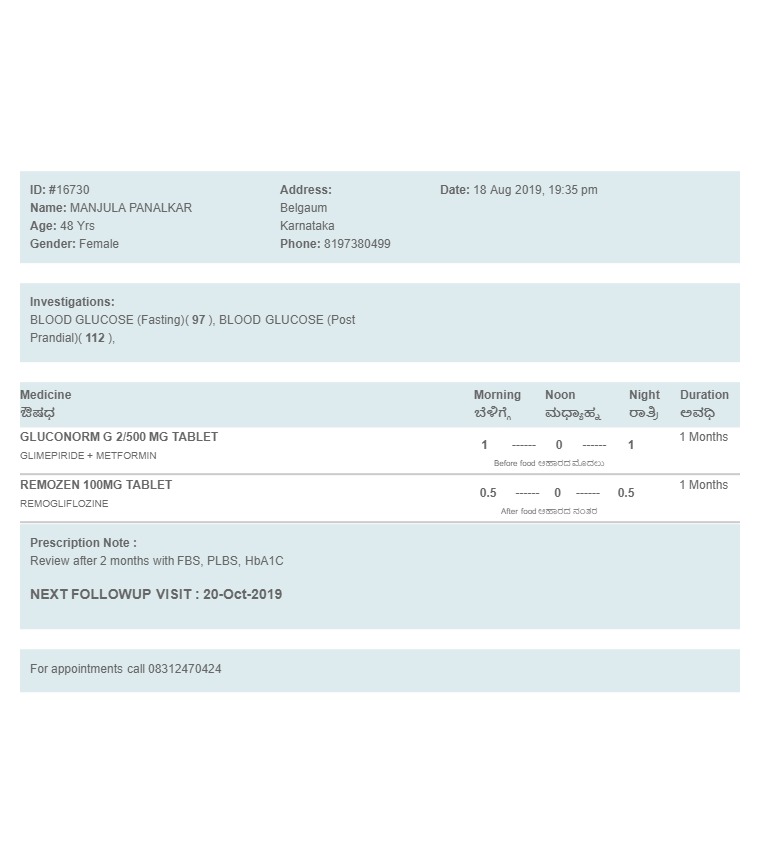 ID: #16730
Name: MANJULA PANALKAR
Age: 48 Yrs
Gender: Female
Address:
Belgaum
Karnataka
Phone: 8197380499
Date: 18 Aug 2019, 19:35 pm
Investigations:
BLOOD GLUCOSE (Fasting)( 97 ), BLOOD GLUCOSE (Post
Prandial)( 112 ),
Medicine Morning Noon Night Duration
ಔಷಧ ಬೆಳಿಗ್ಗೆ ಮಧ್ಯಾಹ್ನ ರಾತ್ರಿ ಅವಧಿ
GLUCONORM G 2/500 MG TABLET 1 ------ 0 ------ 1 1 Months
GLIMEPIRIDE + METFORMIN
Before food ಆಹಾರದ ಮೊದಲು
REMOZEN 100MG TABLET 0.5 ------ 0 ------ 0.5 1 Months
REMOGLIFLOZINE
After food ಆಹಾರದ ನಂತರ
Prescription Note :
Review after 2 months with FBS, PLBS, HbA1C
NEXT FOLLOWUP VISIT : 20-Oct-2019
For appointments call 08312470424